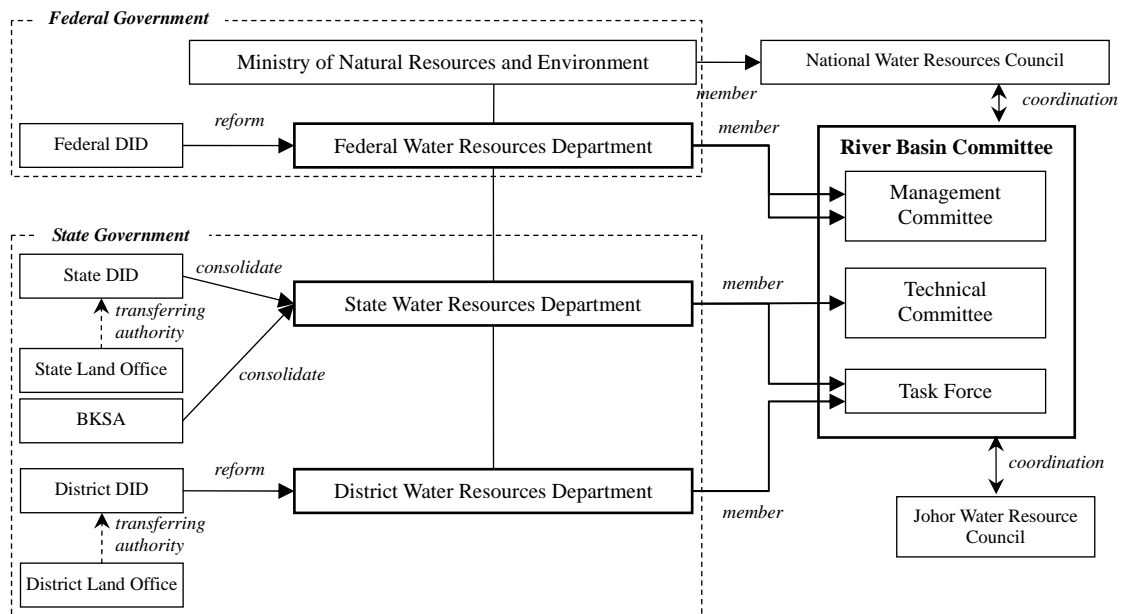 Federal Government
Ministry of Natural Resources and Environment
National Water Resources Council
member
coordination
reform
member
Federal DID
Federal Water Resources Department
River Basin Committee
Management
Committee
State Government
State DID
consolidate
State Water Resources Department
member
Technical
Committee
transferring
authority
State Land Office
consolidate
BKSA
Task Force
reform
coordination
District DID
District Water Resources Department
member
transferring
authority
Johor Water Resource
Council
District Land Office